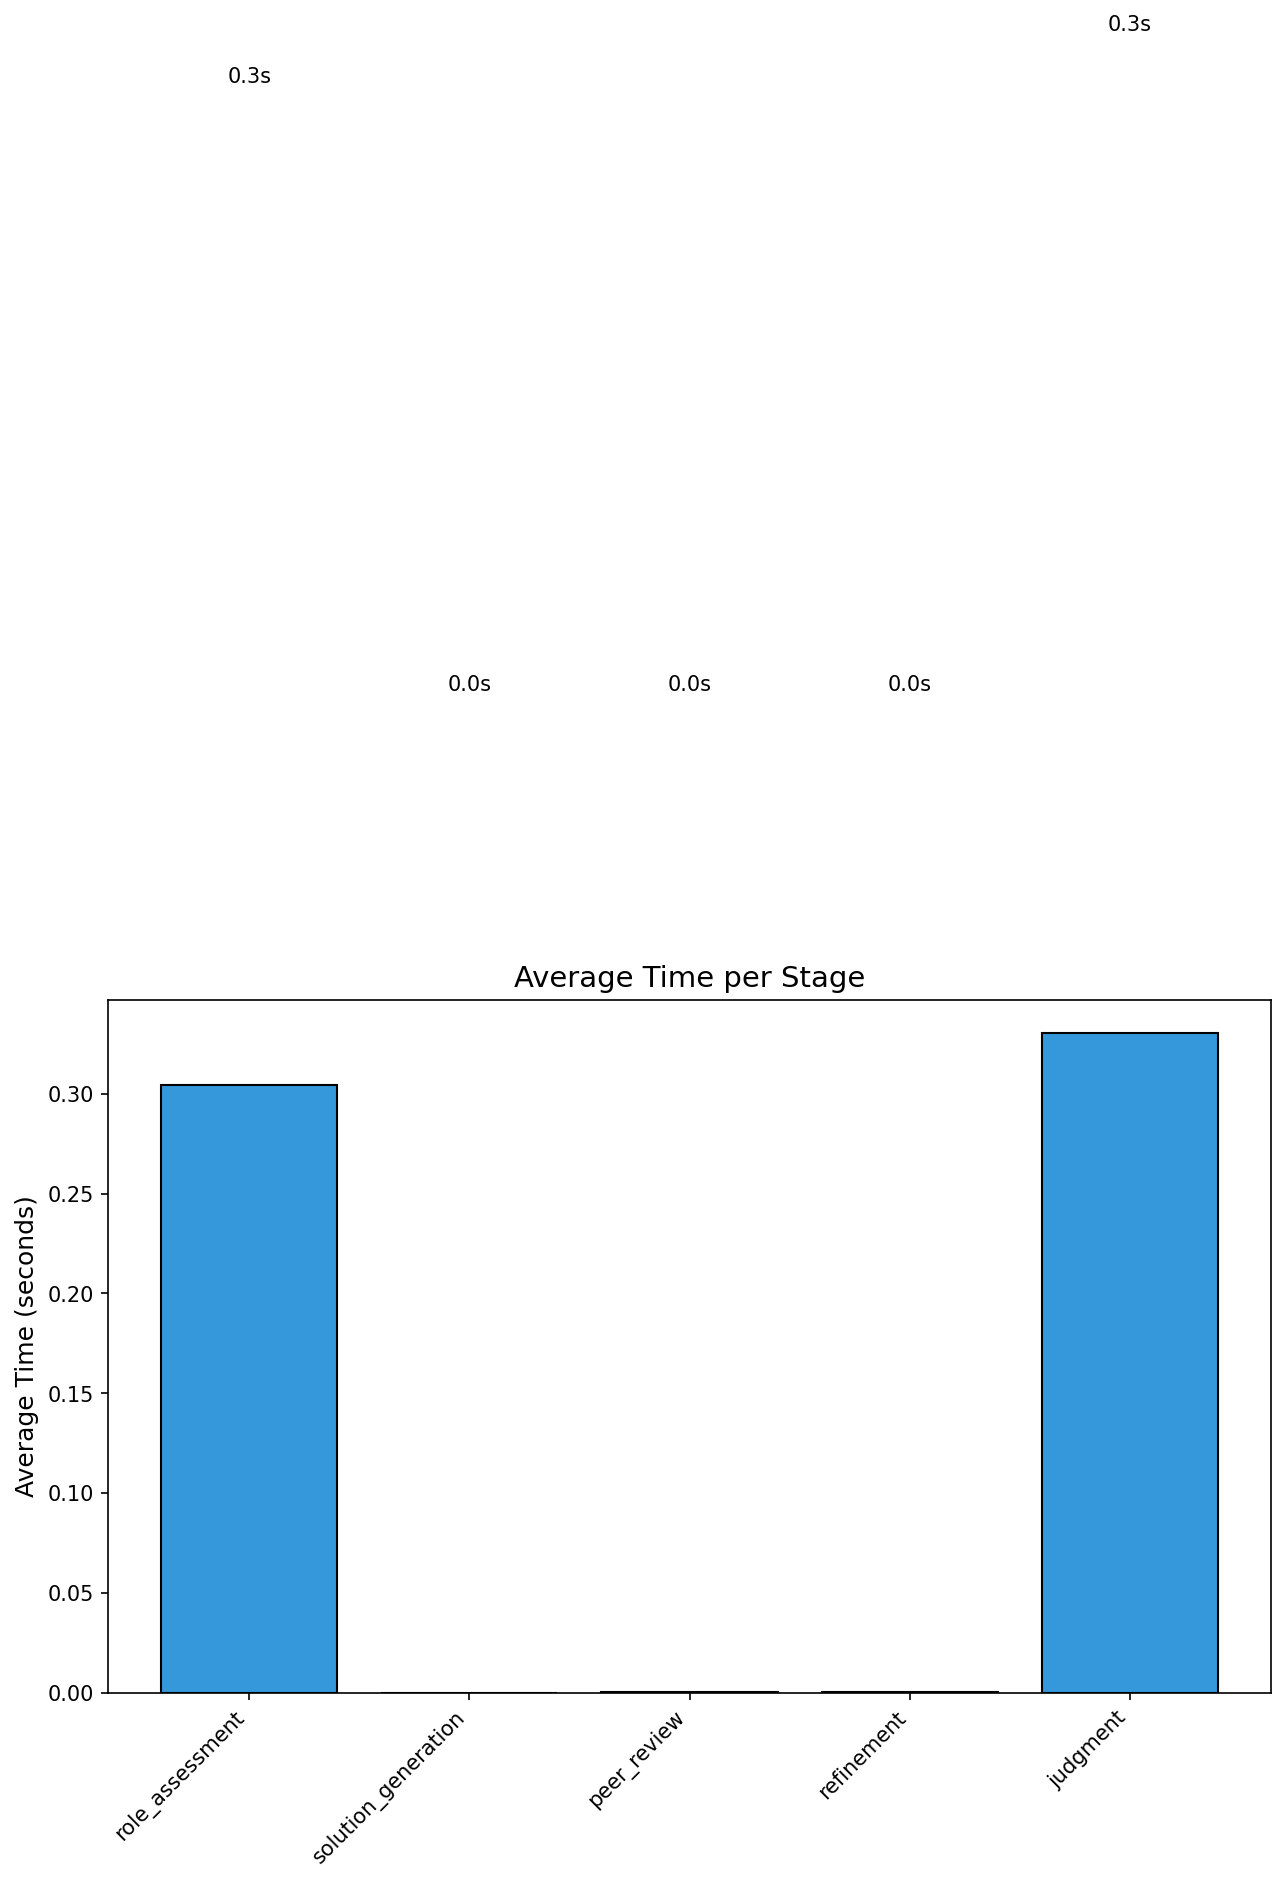 0.3s
0.3s
0.0s 0.0s 0.0s
Average Time per Stage
Average Time (seconds)
0.30
0.25
0.20
0.15
0.10
0.05
0.00
role_assessment
solution_generation
peer_review
refinement
judgment